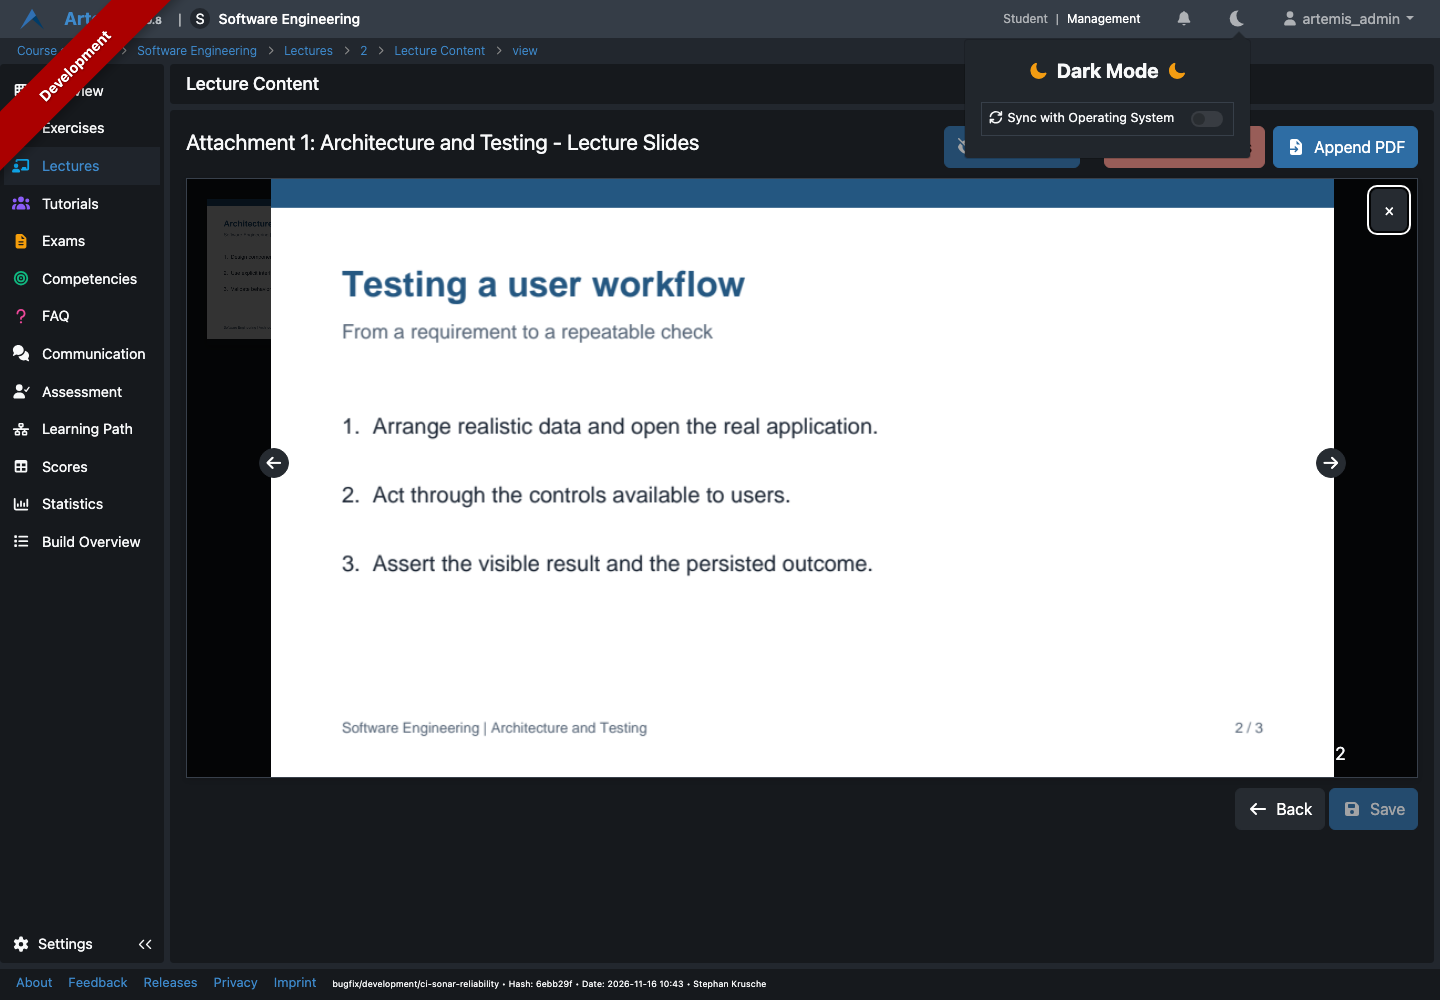 .8
|
S
Software Engineering
Student | Management
artemis_admin
Development
Course
Software Engineering
Lectures
2
Lecture Content
view
Exercises
Lectures
Tutorials
Exams
Competencies
FAQ
Communication
Assessment
Learning Path
Scores
Statistics
Build Overview
Settings
Lecture Content
Dark Mode
Sync with Operating System
Attachment 1: Architecture and Testing - Lecture Slides
Append PDF
Architecture
Testing a user workflow
From a requirement to a repeatable check
1. Arrange realistic data and open the real application.
2. Act through the controls available to users.
3. Assert the visible result and the persisted outcome.
Software Engineering | Architecture and Testing
2 / 3
2
Back
Save
About
Feedback
Releases
Privacy
Imprint
bugfix/development/ci-sonar-reliability • Hash: 6ebb29f • Date: 2026-11-16 10:43 • Stephan Krusche